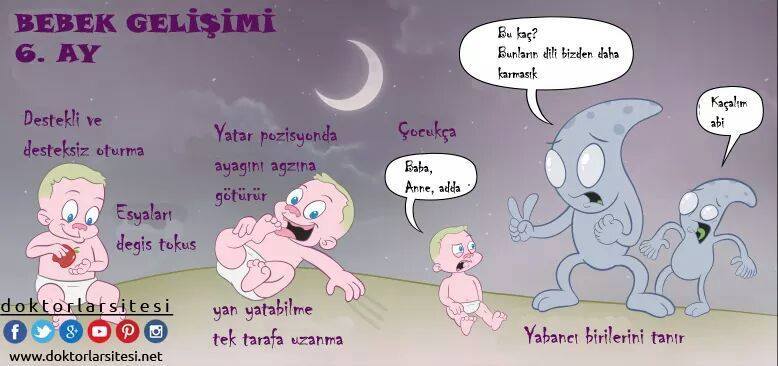 BEBEK GELİŞİMİ
6. AY
Destekli ve
desteksiz oturma
Esyaları
degis tokus
Yatar pozisyonda
ayagını agzına
götürür
yan yatabilme
tek tarafa uzanma
Çocukça
Baba,
Anne, adda
Bu kaç?
Bunların dili bizden daha
karmasık
Kaçalım
abi
Yabancı birilerini tanır
doktorlarsitesi
www.doktorlarsitesi.net